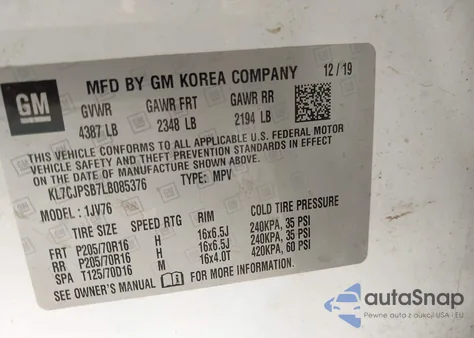 GM
MFD BY GM KOREA COMPANY 12/19
GVWR GAWR FRT GAWR RR
4387 LB 2348 LB 2194 LB
THIS VEHICLE CONFORMS TO ALL APPLICABLE U.S. FEDERAL MOTOR
VEHICLE SAFETY AND THEFT PREVENTION STANDARDS IN EFFECT ON THE
DATE OF MANUFACTURE SHOWN ABOVE.
KL7CJPSB7LB085376 TYPE: MPV
MODEL: 1JV76
TIRE SIZE SPEED RTG RIM COLD TIRE PRESSURE
FRT P205/70R16 H 16x6.5J 240KPA, 35 PSI
RR P205/70R16 H 16x6.5J 240KPA, 35 PSI
SPA T125/70D16 M 16x4.0T 420KPA, 60 PSI
SEE OWNER'S MANUAL FOR MORE INFORMATION.
autoSnap
Pewne auta z aukcji USA - EU